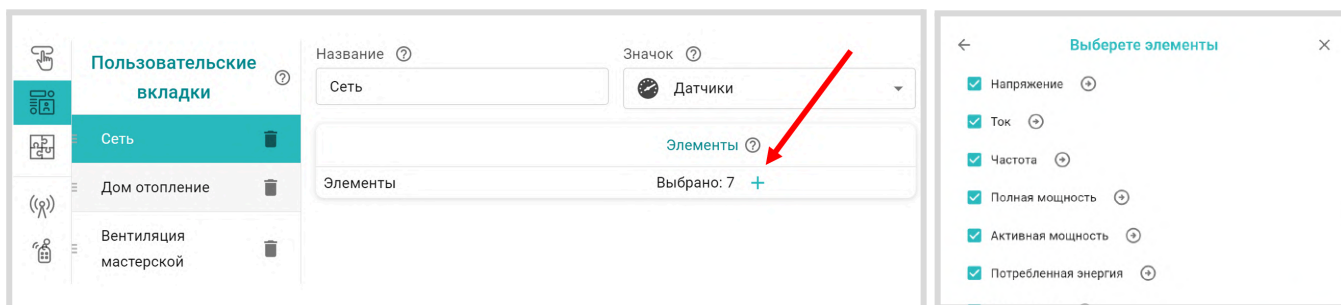 Пользовательские
вкладки
Сеть
Дом отопление
Вентиляция
мастерской
Название
Сеть
Значок
Датчики
Элементы
Элементы
Выбрано: 7
Выберете элементы
Напряжение
Ток
Частота
Полная мощность
Активная мощность
Потребленная энергия